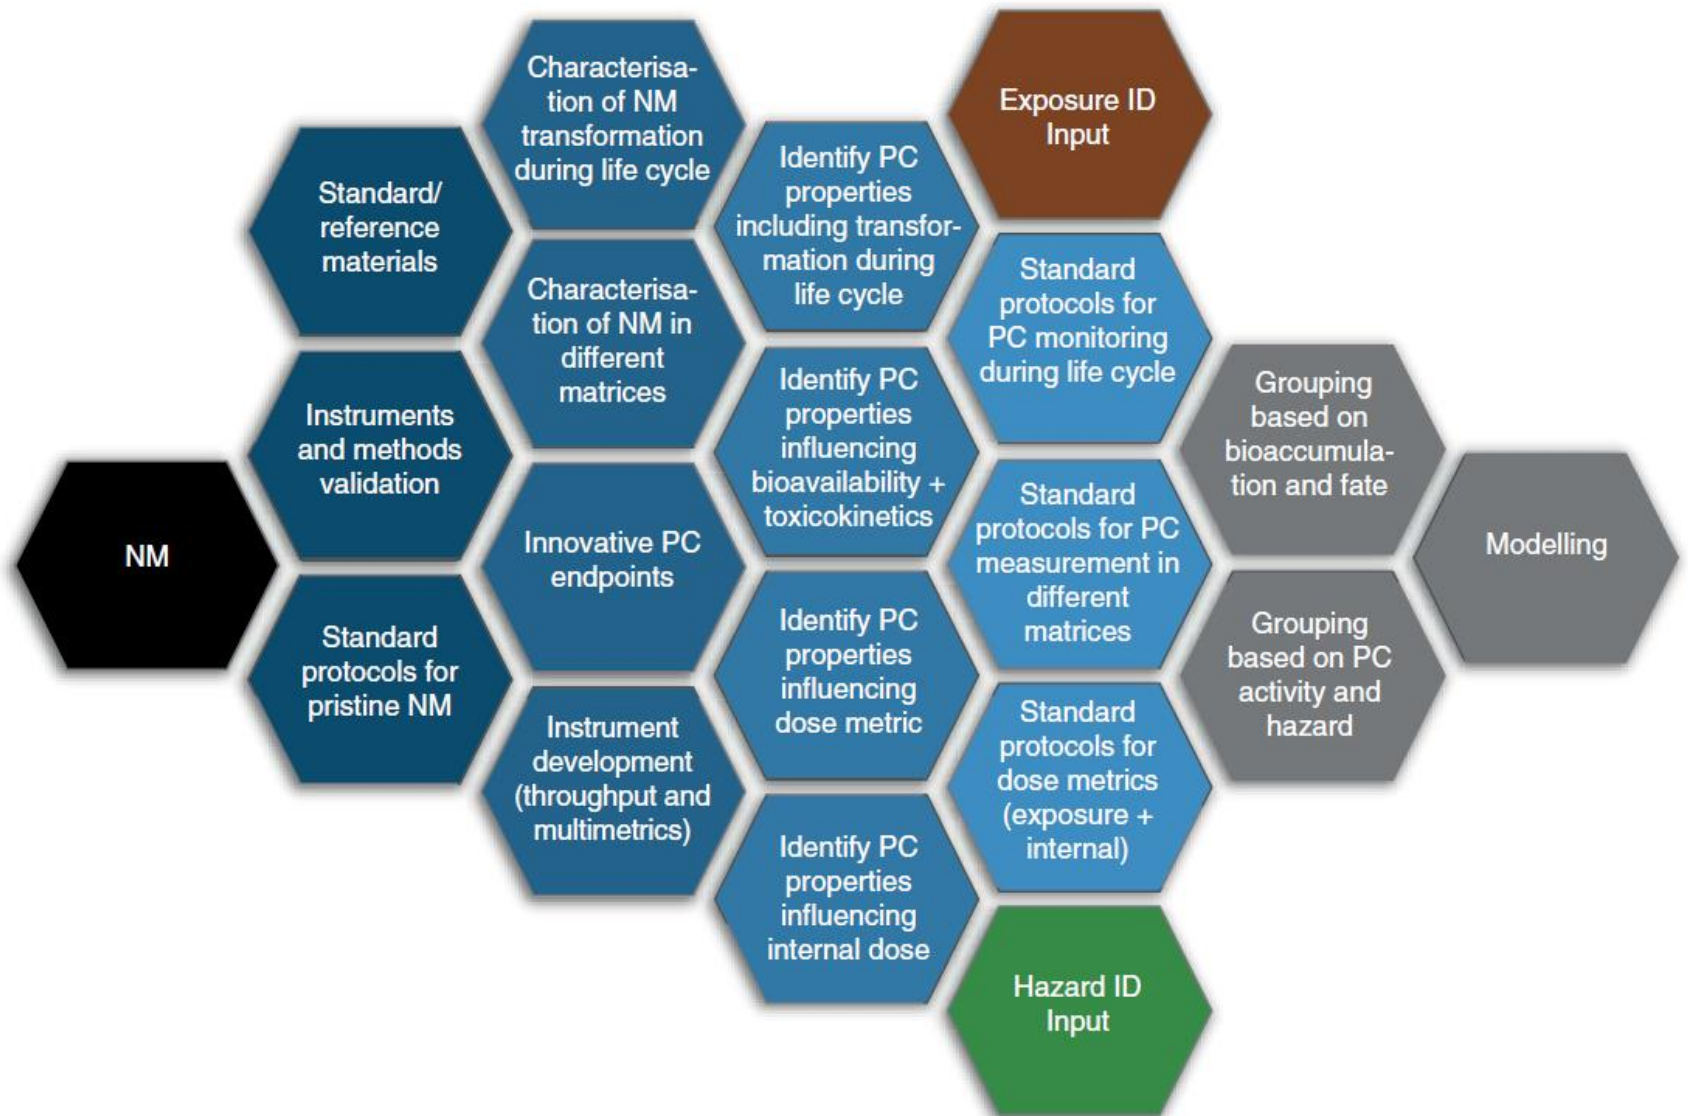 NM
Standard/
reference
materials
Instruments
and methods
validation
Standard
protocols for
pristine NM
Characterisa-
tion of NM
transformation
during life cycle
Characterisa-
tion of NM in
different
matrices
Innovative PC
endpoints
Instrument
development
(throughput and
multimetrics)
Identify PC
properties
including transfor-
mation during
life cycle
Identify PC
properties
influencing
bioavailability +
toxicokinetics
Identify PC
properties
influencing
dose metric
Identify PC
properties
influencing
internal dose
Exposure ID
Input
Standard
protocols for
PC monitoring
during life cycle
Standard
protocols for PC
measurement in
different
matrices
Standard
protocols for
dose metrics
(exposure +
internal)
Hazard ID
Input
Grouping
based on
bioaccumula-
tion and fate
Grouping
based on PC
activity and
hazard
Modelling